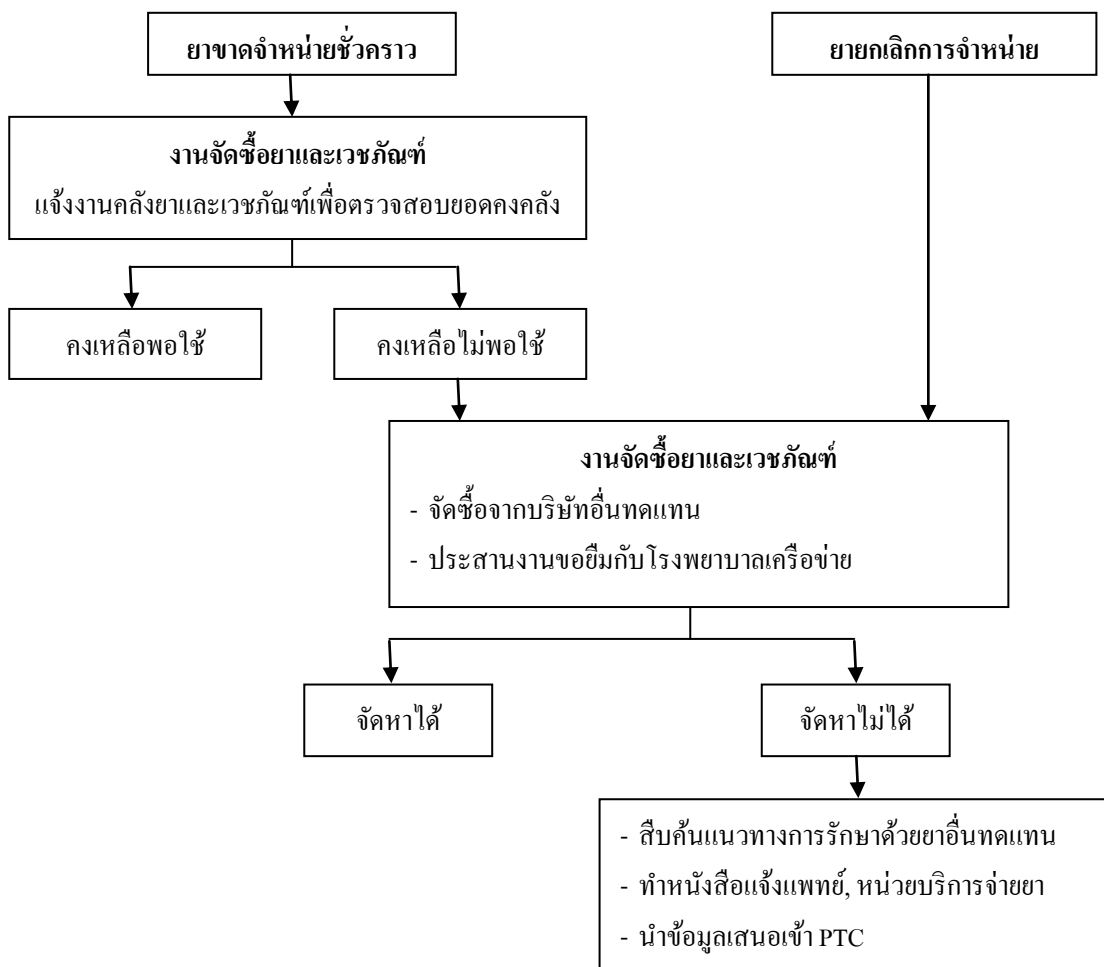 ยาขาดจำหน่ายชั่วคราว
ยายกเลิกการจำหน่าย
งานจัดซื้อยาและเวชภัณฑ์
แจ้งงานคลังยาและเวชภัณฑ์เพื่อตรวจสอบยอดคงคลัง
คงเหลือพอใช้
คงเหลือไม่พอใช้
งานจัดซื้อยาและเวชภัณฑ์
- จัดซื้อจากบริษัทอื่นทดแทน
- ประสานงานขอยืมกับโรงพยาบาลเครือข่าย
จัดหาได้
จัดหาไม่ได้
- สืบค้นแนวทางการรักษาด้วยยาอื่นทดแทน
- ทำหนังสือแจ้งแพทย์, หน่วยบริการจ่ายยา
- นำข้อมูลเสนอเข้า PTC